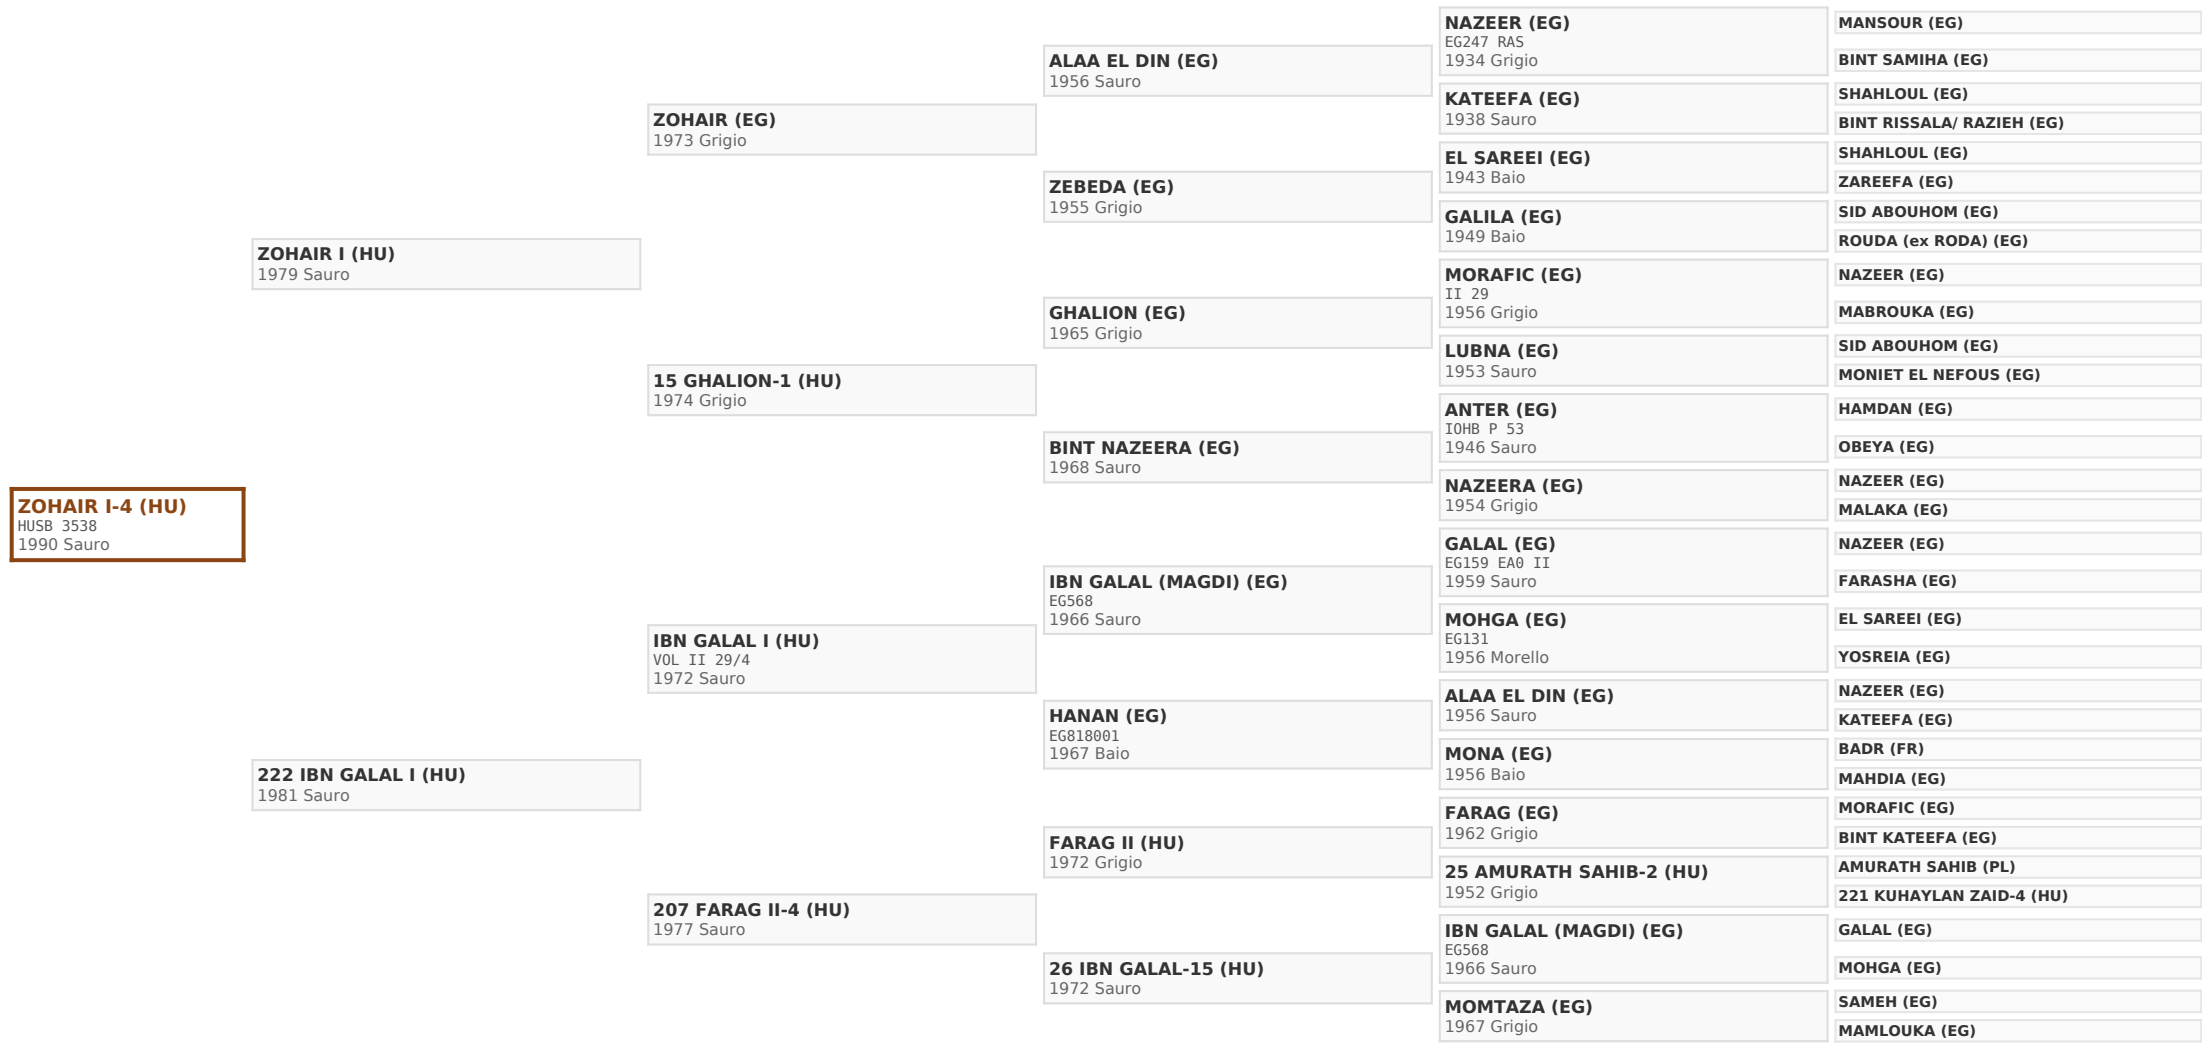 ZOHAIR I-4 (HU)
HUSB 3538
1990 Sauro
ZOHAIR I (HU)
1979 Sauro
222 IBN GALAL I (HU)
1981 Sauro
ZOHAIR (EG)
1973 Grigio
15 GHALION-1 (HU)
1974 Grigio
IBN GALAL I (HU)
VOL II 29/4
1972 Sauro
207 FARAG II-4 (HU)
1977 Sauro
ALAA EL DIN (EG)
1956 Sauro
ZEBEDA (EG)
1955 Grigio
GHALION (EG)
1965 Grigio
BINT NAZEERA (EG)
1968 Sauro
IBN GALAL (MAGDI) (EG)
EG568
1966 Sauro
HANAN (EG)
EG818001
1967 Baio
FARAG II (HU)
1972 Grigio
26 IBN GALAL-15 (HU)
1972 Sauro
NAZEER (EG)
EG247 RAS
1934 Grigio
KATEEFA (EG)
1938 Sauro
EL SAREEI (EG)
1943 Baio
GALILA (EG)
1949 Baio
MORAFIC (EG)
II 29
1956 Grigio
LUBNA (EG)
1953 Sauro
ANTER (EG)
IOHB P 53
1946 Sauro
NAZEERA (EG)
1954 Grigio
GALAL (EG)
EG159 EA0 II
1959 Sauro
MOHGA (EG)
EG131
1956 Morello
ALAA EL DIN (EG)
1956 Sauro
MONA (EG)
1956 Baio
FARAG (EG)
1962 Grigio
25 AMURATH SAHIB-2 (HU)
1952 Grigio
IBN GALAL (MAGDI) (EG)
EG568
1966 Sauro
MOMTAZA (EG)
1967 Grigio
MANSOUR (EG)
BINT SAMIHA (EG)
SHAHLOUL (EG)
BINT RISSALA/ RAZIEH (EG)
SHAHLOUL (EG)
ZAREEFA (EG)
SID ABOUHOM (EG)
ROUDA (ex RODA) (EG)
NAZEER (EG)
MABROUKA (EG)
SID ABOUHOM (EG)
MONIET EL NEFOUS (EG)
HAMDAN (EG)
OBEYA (EG)
NAZEER (EG)
MALAKA (EG)
NAZEER (EG)
FARASHA (EG)
EL SAREEI (EG)
YOSREIA (EG)
NAZEER (EG)
KATEEFA (EG)
BADR (FR)
MAHDIA (EG)
MORAFIC (EG)
BINT KATEEFA (EG)
AMURATH SAHIB (PL)
221 KUHAYLAN ZAID-4 (HU)
GALAL (EG)
MOHGA (EG)
SAMEH (EG)
MAMLOUKA (EG)